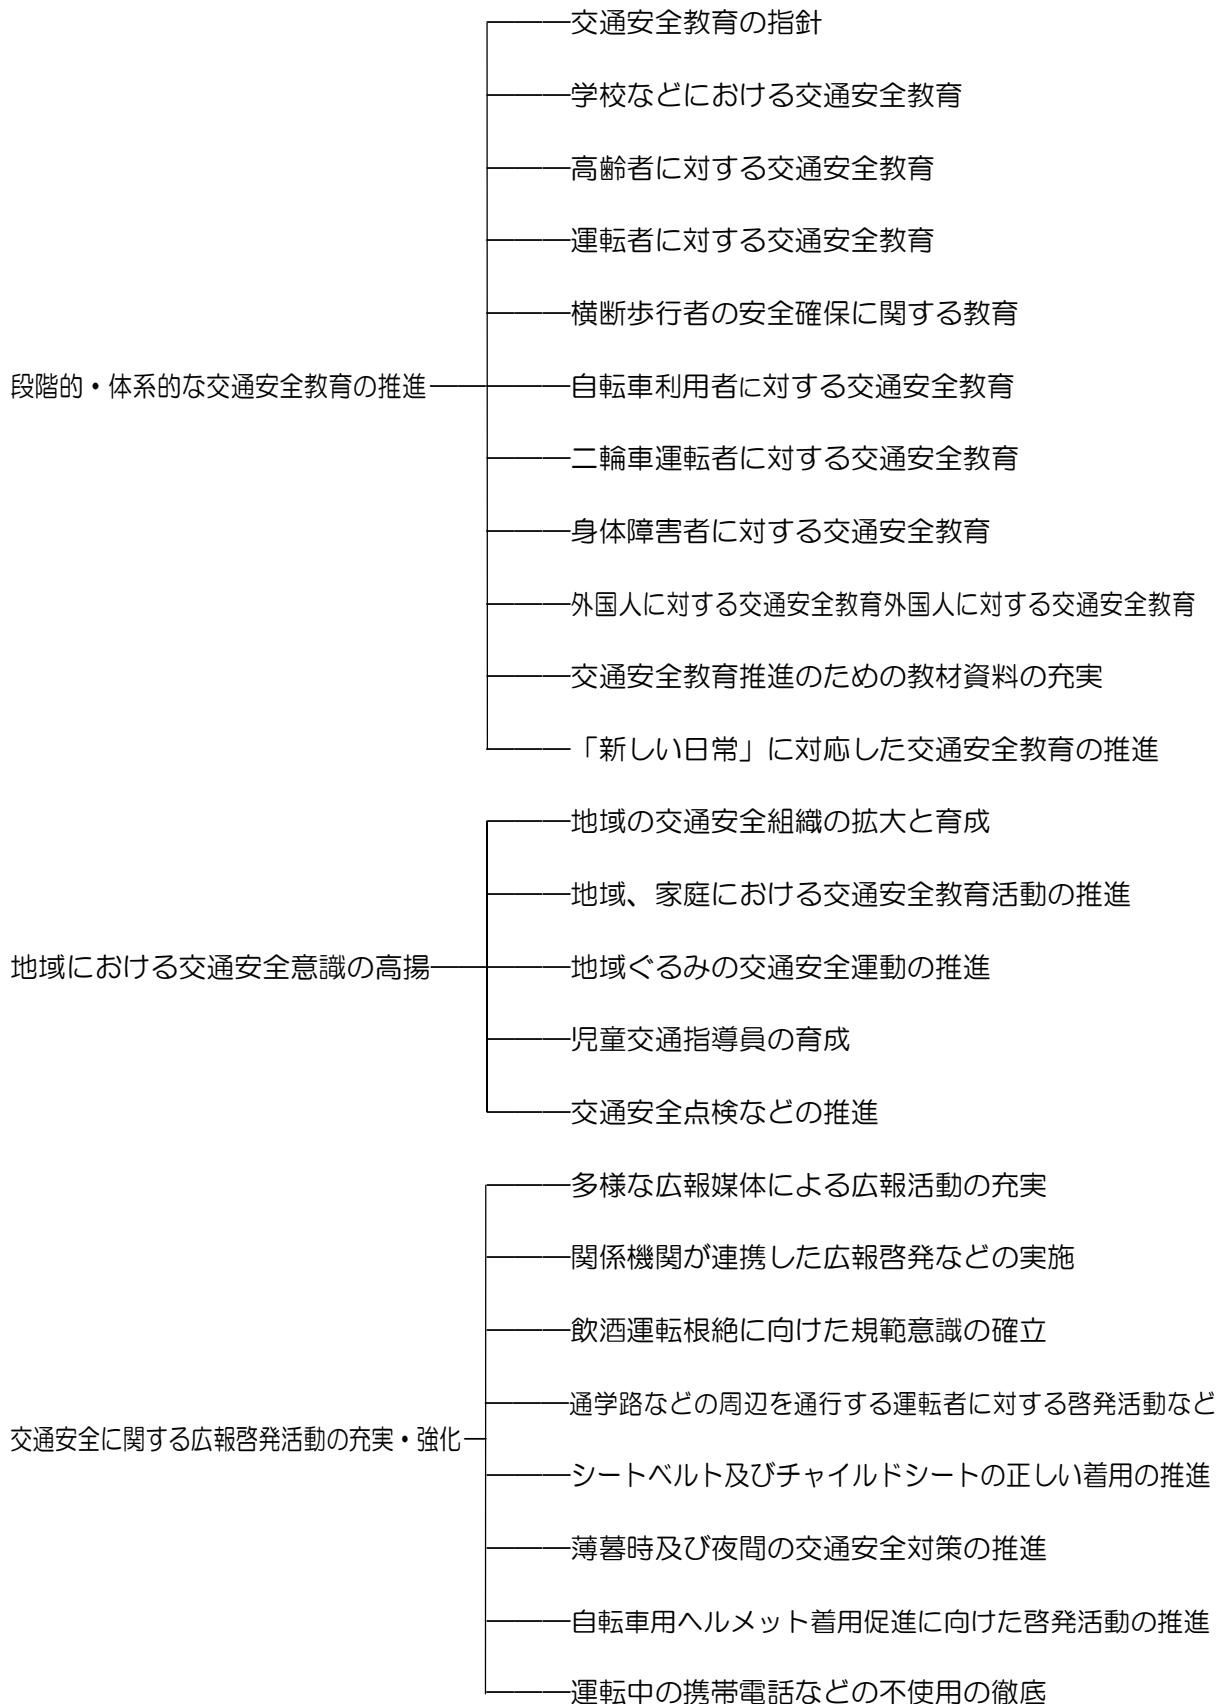 交通安全教育の指針
学校などにおける交通安全教育
高齢者に対する交通安全教育
運転者に対する交通安全教育
横断歩行者の安全確保に関する教育
段階的・体系的な交通安全教育の推進
自転車利用者に対する交通安全教育
二輪車運転者に対する交通安全教育
身体障害者に対する交通安全教育
外国人に対する交通安全教育外国人に対する交通安全教育
交通安全教育推進のための教材資料の充実
「新しい日常」に対応した交通安全教育の推進
地域の交通安全組織の拡大と育成
地域、家庭における交通安全教育活動の推進
地域における交通安全意識の高揚
地域ぐるみの交通安全運動の推進
児童交通指導員の育成
交通安全点検などの推進
多様な広報媒体による広報活動の充実
関係機関が連携した広報啓発などの実施
飲酒運転根絶に向けた規範意識の確立
通学路などの周辺を通行する運転者に対する啓発活動など
交通安全に関する広報啓発活動の充実・強化
シートベルト及びチャイルドシートの正しい着用の推進
薄暮時及び夜間の交通安全対策の推進
自転車用ヘルメット着用促進に向けた啓発活動の推進
運転中の携帯電話などの不使用の徹底